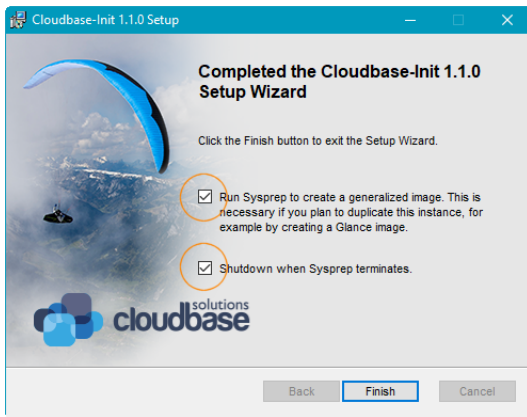 Cloudbase-Init 1.1.0 Setup
Completed the Cloudbase-Init 1.1.0
Setup Wizard
Click the Finish button to exit the Setup Wizard.
Run Sysprep to create a generalized image. This is
necessary if you plan to duplicate this instance, for
example by creating a Glance image.
Shutdown when Sysprep terminates.
solutions
cloudbase
Back
Finish
Cancel